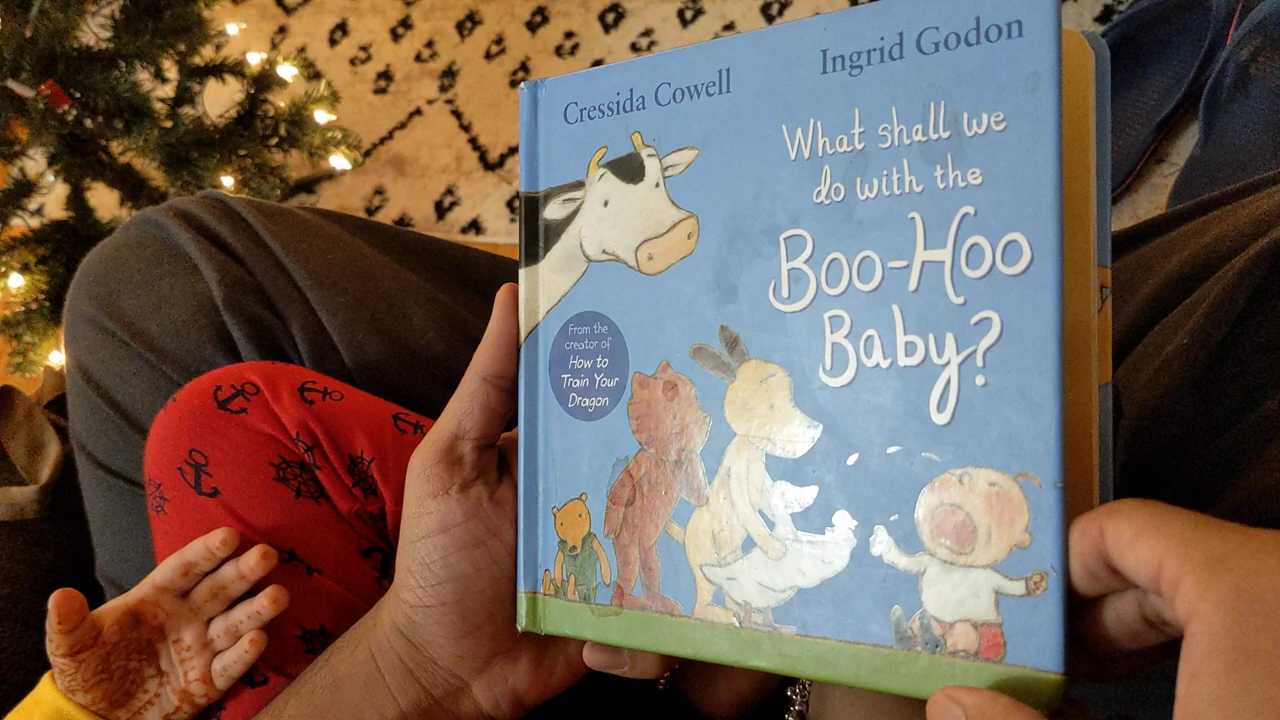 Cressida Cowell
Ingrid Godon
What shall we
do with the
Boo-Hoo
Baby?
From the
creator of
How to
Train Your
Dragon